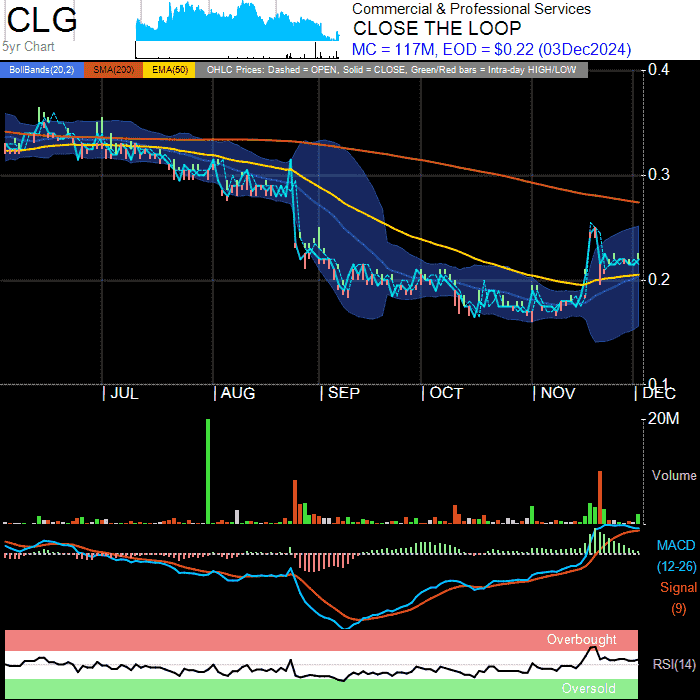 CLG
5yr Chart
Commercial & Professional Services
CLOSE THE LOOP
MC = 117M, EOD = $0.22 (03Dec2024)
BollBands(20,2) SMA(200) EMA(50) OHLC Prices: Dashed = OPEN, Solid = CLOSE, Green/Red bars = Intra-day HIGH/LOW
0.4
0.3
0.2
0.1
JUL AUG SEP OCT NOV DEC
20M
Volume
MACD
(12-26)
Signal
(9)
Overbought
RSI(14)
Oversold